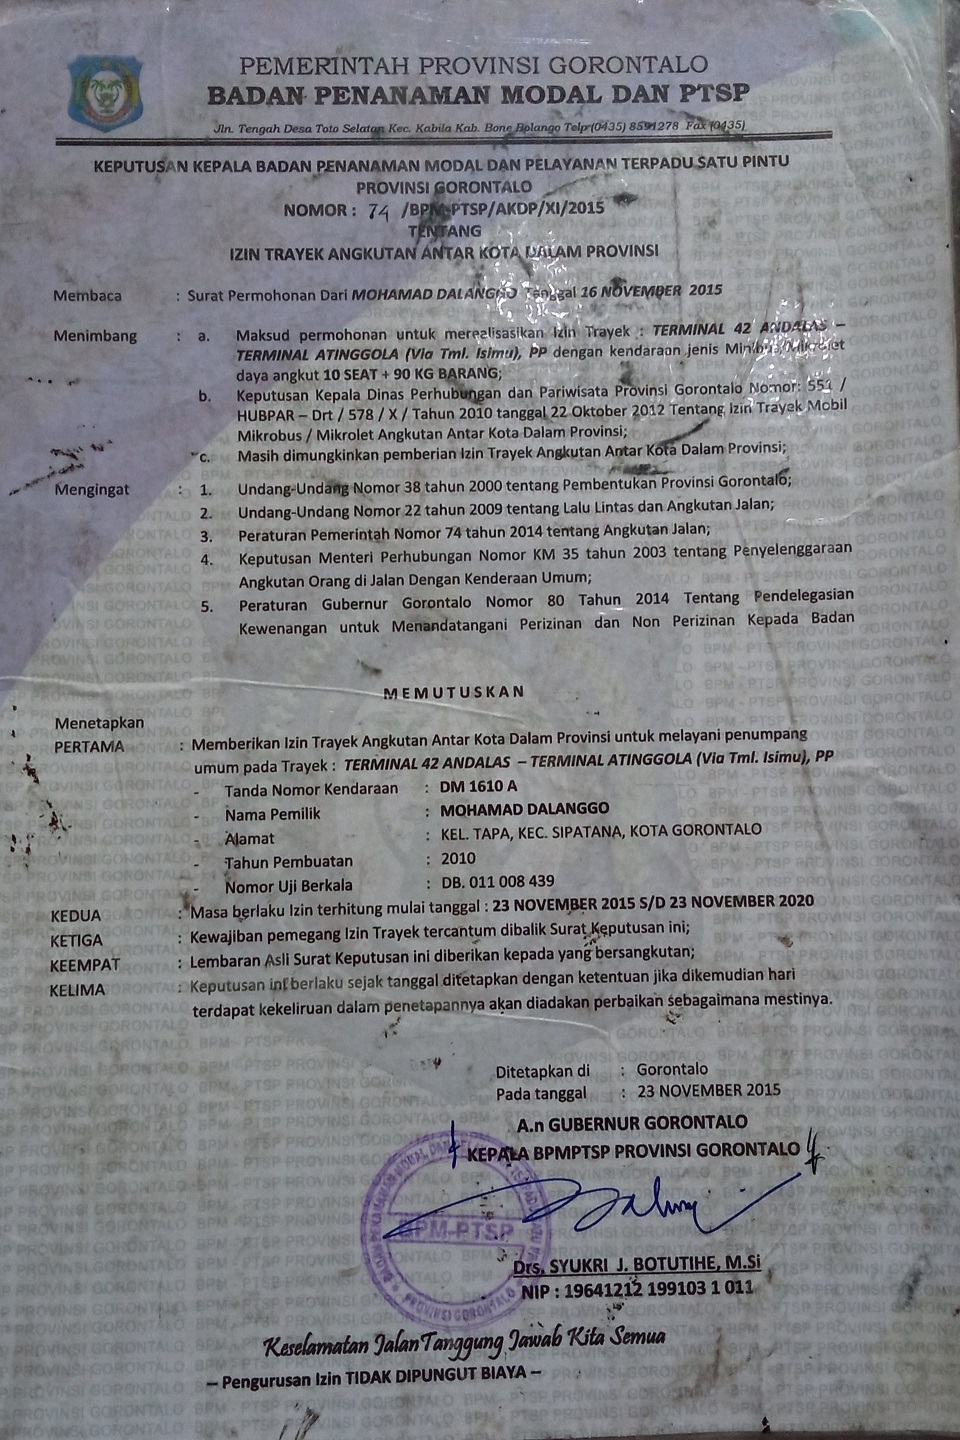 PEMERINTAH PROVINSI GORONTALO
BADAN PENANAMAN MODAL DAN PTSP
Jln. Tengah Desa Toto Selatan Kec. Kabila Kab. Bone Bolango Telp (0435) 8591278 Fax (0435)
KEPUTUSAN KEPALA BADAN PENANAMAN MODAL DAN PELAYANAN TERPADU SATU PINTU
PROVINSI GORONTALO
NOMOR : 74 /BPM-PTSP/AKDP/XI/2015
TENTANG
IZIN TRAYEK ANGKUTAN ANTAR KOTA DALAM PROVINSI
Membaca : Surat Permohonan Dari MOHAMAD DALANGGO Tanggal 16 NOVEMBER 2015
Menimbang : a. Maksud permohonan untuk merealisasikan Izin Trayek : TERMINAL 42 ANDALAS –
TERMINAL ATINGGOLA (Via Tml. Isimu), PP dengan kendaraan jenis Minibus/Mikrolet
daya angkut 10 SEAT + 90 KG BARANG;
b. Keputusan Kepala Dinas Perhubungan dan Pariwisata Provinsi Gorontalo Nomor: 551 /
HUBPAR – Drt / 578 / X / Tahun 2010 tanggal 22 Oktober 2012 Tentang Izin Trayek Mobil
Mikrobus / Mikrolet Angkutan Antar Kota Dalam Provinsi;
c. Masih dimungkinkan pemberian Izin Trayek Angkutan Antar Kota Dalam Provinsi;
Mengingat : 1. Undang-Undang Nomor 38 tahun 2000 tentang Pembentukan Provinsi Gorontalo;
2. Undang-Undang Nomor 22 tahun 2009 tentang Lalu Lintas dan Angkutan Jalan;
3. Peraturan Pemerintah Nomor 74 tahun 2014 tentang Angkutan Jalan;
4. Keputusan Menteri Perhubungan Nomor KM 35 tahun 2003 tentang Penyelenggaraan
Angkutan Orang di Jalan Dengan Kenderaan Umum;
5. Peraturan Gubernur Gorontalo Nomor 80 Tahun 2014 Tentang Pendelegasian
Kewenangan untuk Menandatangani Perizinan dan Non Perizinan Kepada Badan
MEMUTUSKAN
Menetapkan
PERTAMA : Memberikan Izin Trayek Angkutan Antar Kota Dalam Provinsi untuk melayani penumpang
umum pada Trayek : TERMINAL 42 ANDALAS – TERMINAL ATINGGOLA (Via Tml. Isimu), PP
- Tanda Nomor Kendaraan : DM 1610 A
- Nama Pemilik : MOHAMAD DALANGGO
- Alamat : KEL. TAPA, KEC. SIPATANA, KOTA GORONTALO
- Tahun Pembuatan : 2010
- Nomor Uji Berkala : DB. 011 008 439
KEDUA : Masa berlaku Izin terhitung mulai tanggal : 23 NOVEMBER 2015 S/D 23 NOVEMBER 2020
KETIGA : Kewajiban pemegang Izin Trayek tercantum dibalik Surat Keputusan ini;
KEEMPAT : Lembaran Asli Surat Keputusan ini diberikan kepada yang bersangkutan;
KELIMA : Keputusan ini berlaku sejak tanggal ditetapkan dengan ketentuan jika dikemudian hari
terdapat kekeliruan dalam penetapannya akan diadakan perbaikan sebagaimana mestinya.
Ditetapkan di : Gorontalo
Pada tanggal : 23 NOVEMBER 2015
A.n GUBERNUR GORONTALO
KEPALA BPMPTSP PROVINSI GORONTALO
BPM-PTSP
PROVINSI GORONTALO
Drs. SYUKRI J. BOTUTIHE, M.Si
NIP : 19641212 199103 1 011
Keselamatan Jalan Tanggung Jawab Kita Semua
– Pengurusan Izin TIDAK DIPUNGUT BIAYA –